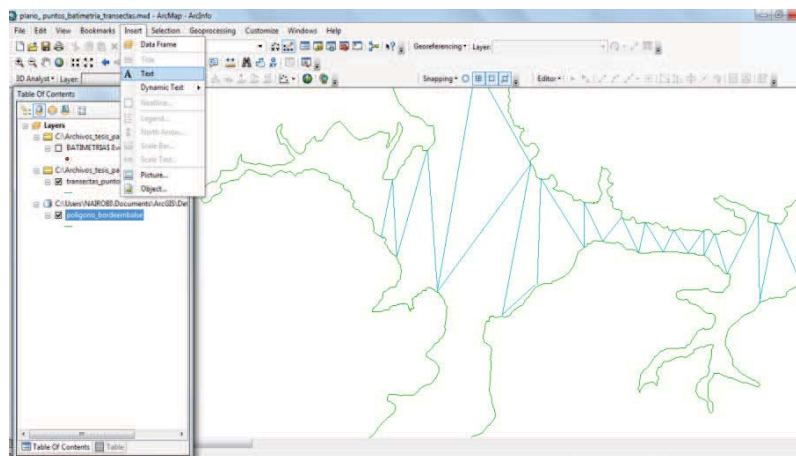 plano_puntos_batimetria_transectas.mxd - ArcMap - ArcInfo
File Edit View Bookmarks Insert Selection Geoprocessing Customize Windows Help
Data Frame
Title
Text
Dynamic Text
Neatline...
Legend...
North Arrow...
Scale Bar...
Scale Text...
Picture...
Object...
Georeferencing Layer:
3D Analyst Layer:
Snapping
Editor
Table Of Contents
Layers
C:\Archivos_tesis_pa
BATIMETRIAS
C:\Archivos_tesis_pa
transectas_punto
C:\Users\NAIROBI\Documents\ArcGIS\De
poligono_bordeembalse
Table Of Contents Table